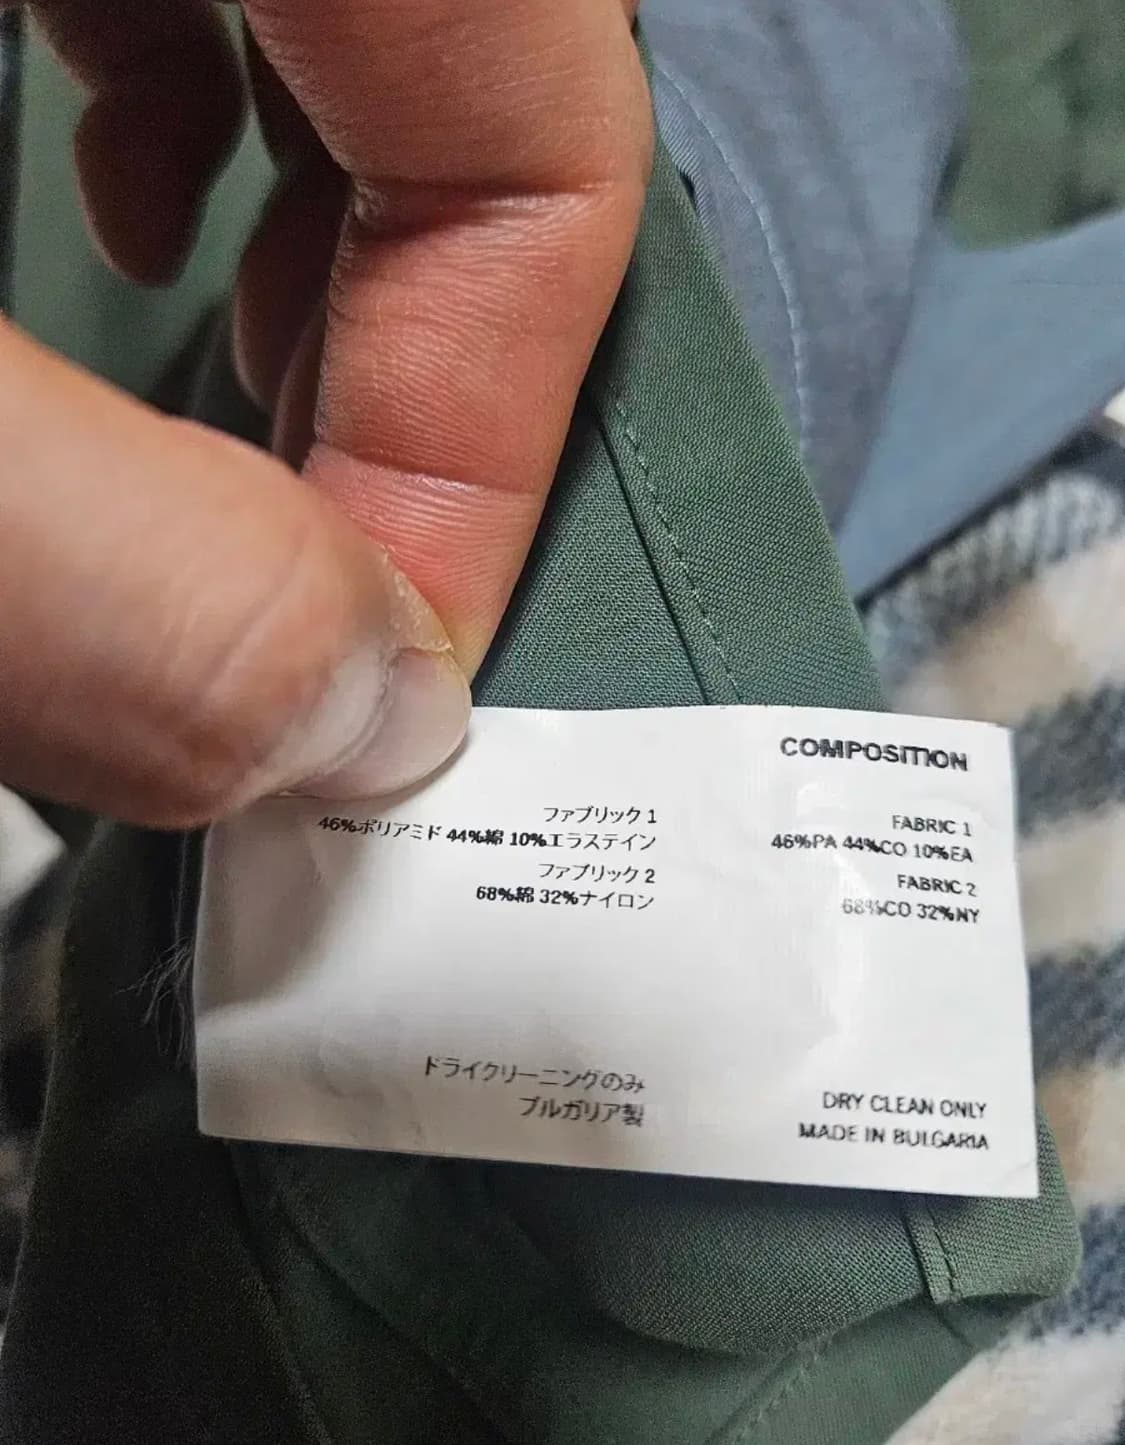 COMPOSITION
ファブリック 1
46%ポリアミド 44%綿 10%エラステイン
ファブリック 2
68%綿 32%ナイロン
FABRIC 1
46%PA 44%CO 10%EA
FABRIC 2
68%CO 32%NY
ドライクリーニングのみ
ブルガリア製
DRY CLEAN ONLY
MADE IN BULGARIA